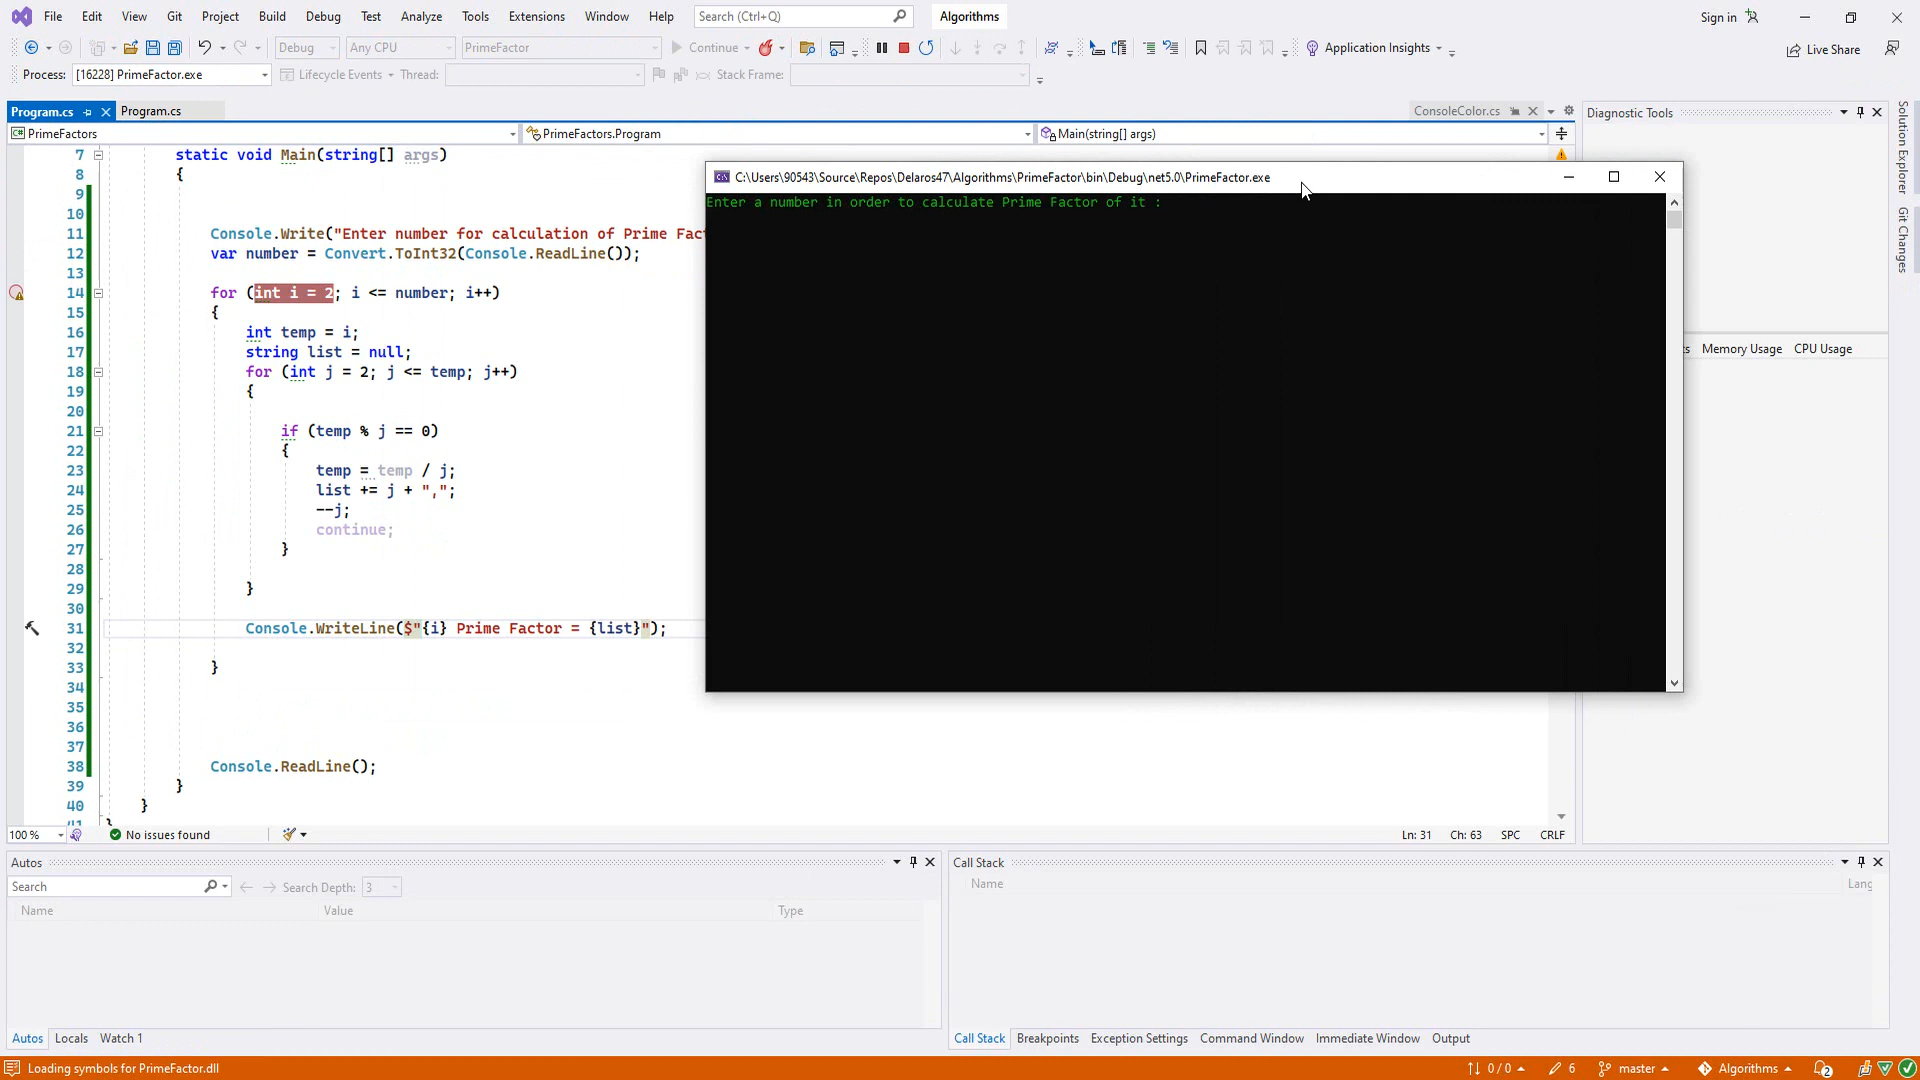 File Edit View Git Project Build Debug Test Analyze Tools Extensions Window Help Search (Ctrl+Q) Algorithms Sign in
Debug Any CPU PrimeFactor Continue Application Insights Live Share
Process: [16228] PrimeFactor.exe Lifecycle Events Thread: Stack Frame:
Program.cs Program.cs ConsoleColor.cs Diagnostic Tools
PrimeFactors PrimeFactors.Program Main(string[] args)
7 static void Main(string[] args)
8 {
9
10
11 Console.Write("Enter number for calculation of Prime Fact
12 var number = Convert.ToInt32(Console.ReadLine());
13
14 for (int i = 2; i <= number; i++)
15 {
16 int temp = i;
17 string list = null;
18 for (int j = 2; j <= temp; j++)
19 {
20
21 if (temp % j == 0)
22 {
23 temp = temp / j;
24 list += j + ",";
25 --j;
26 continue;
27 }
28
29 }
30
31 Console.WriteLine($"{i} Prime Factor = {list}");
32
33 }
34
35
36
37
38 Console.ReadLine();
39 }
40 }
41 }
C:\Users\90543\Source\Repos\Delaros47\Algorithms\PrimeFactor\bin\Debug\net5.0\PrimeFactor.exe
Enter a number in order to calculate Prime Factor of it :
ts Memory Usage CPU Usage
Solution Explorer
Git Changes
100 % No issues found Ln: 31 Ch: 63 SPC CRLF
Autos
Search Search Depth: 3
Name Value Type
Autos Locals Watch 1
Call Stack
Name Lang
Call Stack Breakpoints Exception Settings Command Window Immediate Window Output
Loading symbols for PrimeFactor.dll 0 / 0 6 master Algorithms 2